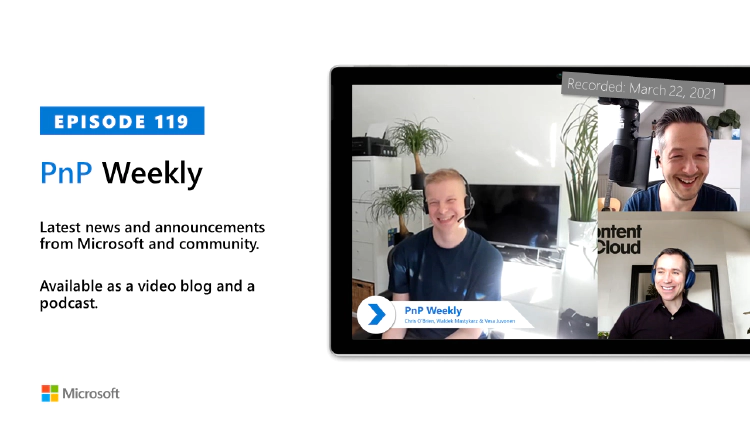 EPISODE 119
PnP Weekly
Latest news and announcements
from Microsoft and community.
Available as a video blog and a
podcast.
Microsoft
Recorded: March 22, 2021
ontent
Cloud
PnP Weekly
Chris O'Brien, Waldek Mastykarz & Vesa Juvonen